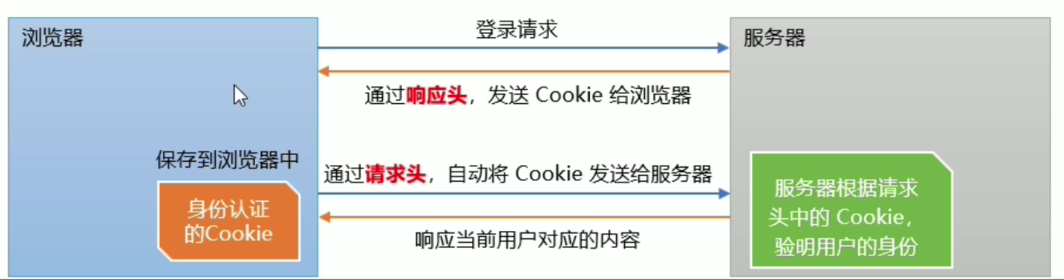 浏览器
登录请求
服务器
通过响应头，发送 Cookie 给浏览器
保存到浏览器中
通过请求头，自动将 Cookie 发送给服务器
身份认证
的Cookie
服务器根据请求
头中的 Cookie，
验明用户的身份
响应当前用户对应的内容